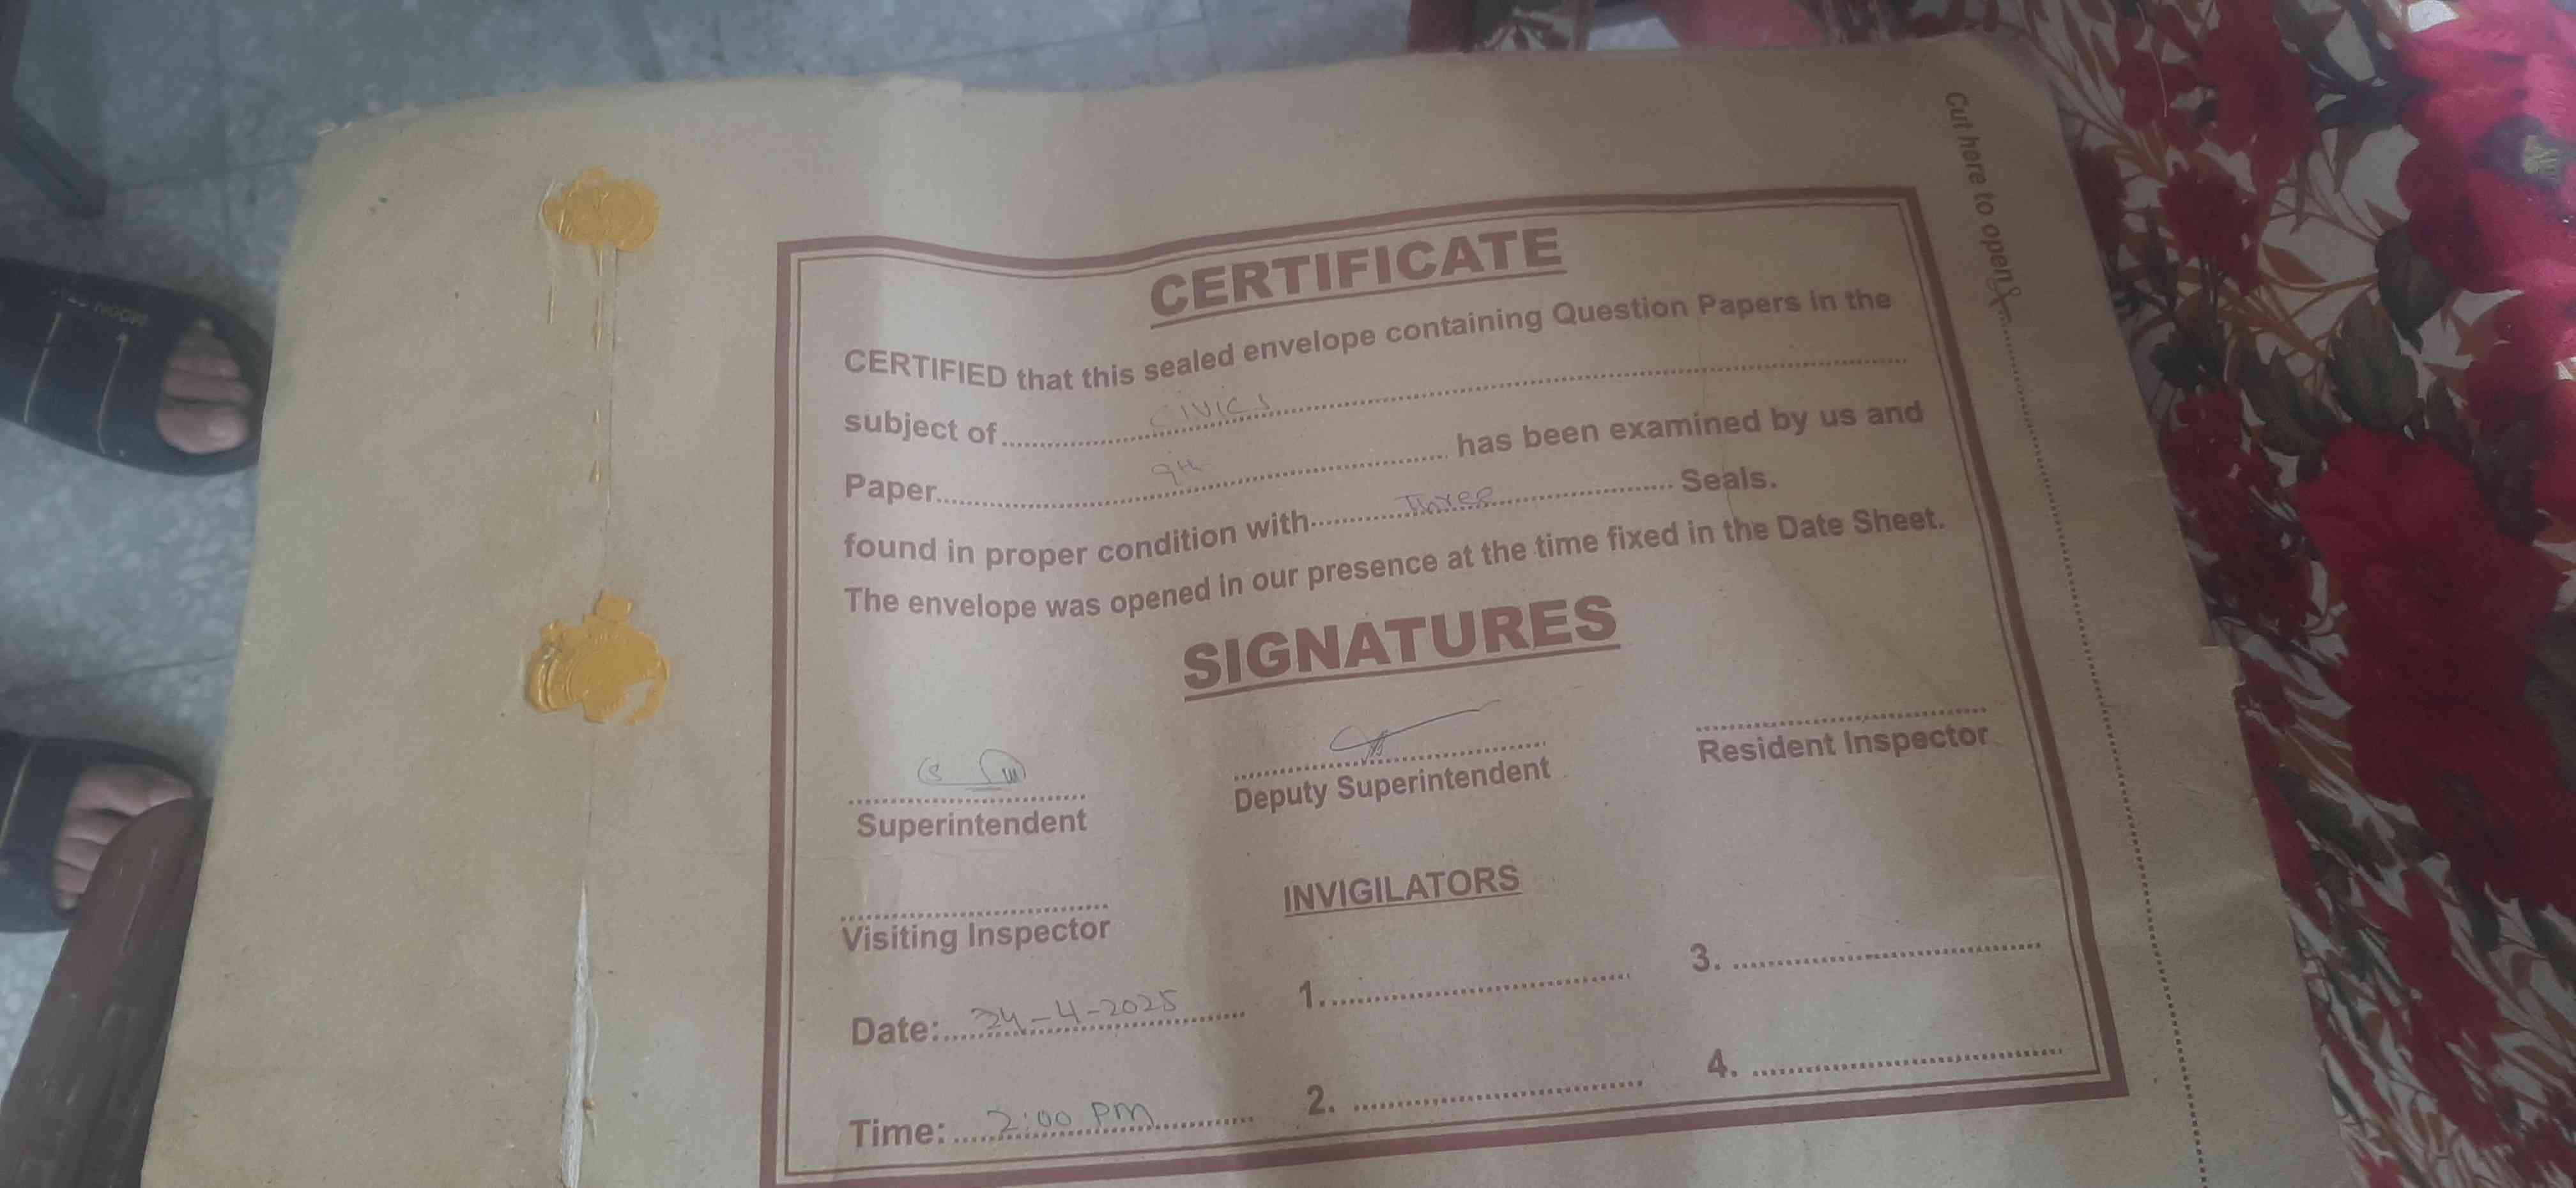 Cut here to open
CERTIFICATE
CERTIFIED that this sealed envelope containing Question Papers in the
subject of CIVICS
Paper 9th has been examined by us and
found in proper condition with Three Seals.
The envelope was opened in our presence at the time fixed in the Date Sheet.
SIGNATURES
Superintendent
Deputy Superintendent
Resident Inspector
Visiting Inspector
INVIGILATORS
Date: 24-4-2025
1.
3.
Time: 2:00 PM
2.
4.